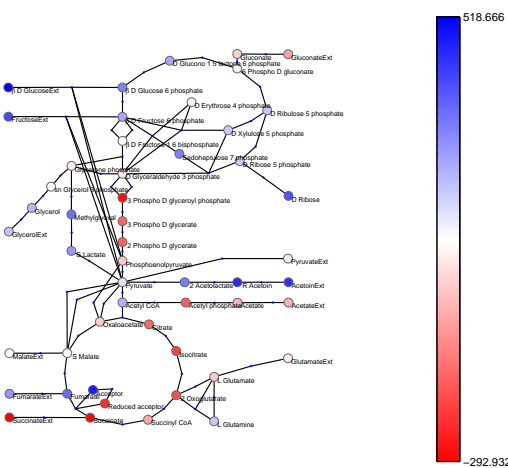 518.666
D Glucono 1 5 lactone 6 phosphate
Gluconate
GluconateExt
6 Phospho D gluconate
β D GlucoseExt
β D Glucose 6 phosphate
D Erythrose 4 phosphate
D Ribulose 5 phosphate
FructoseExt
D Fructose 6 phosphate
D Xylulose 5 phosphate
β D Fructose 1 6 bisphosphate
Sedoheptulose 7 phosphate
D Ribose 5 phosphate
Glycerone phosphate
D Glyceraldehyde 3 phosphate
sn Glycerol 3 phosphate
3 Phospho D glyceroyl phosphate
D Ribose
Glycerol
Methylglyoxal
3 Phospho D glycerate
GlycerolExt
2 Phospho D glycerate
S Lactate
Phosphoenolpyruvate
PyruvateExt
Pyruvate
2 Acetolactate
R Acetoin
AcetoinExt
Acetyl CoA
Acetyl phosphate
Acetate
AcetateExt
Oxaloacetate
Citrate
MalateExt
S Malate
Isocitrate
GlutamateExt
L Glutamate
FumarateExt
Fumarate
Acceptor
Reduced acceptor
2 Oxoglutarate
SuccinateExt
Succinate
Succinyl CoA
L Glutamine
−292.932